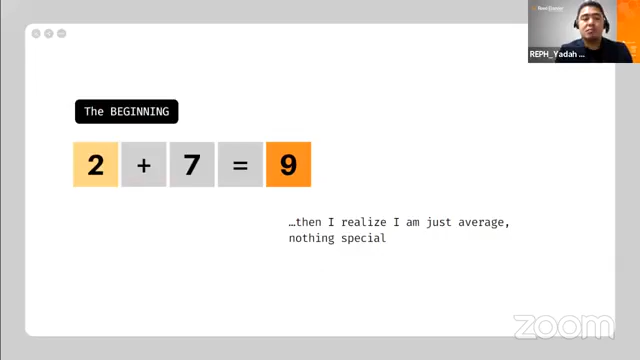 REPH_Yadah ...
The BEGINNING
2 + 7 = 9
…then I realize I am just average,
nothing special
zoom